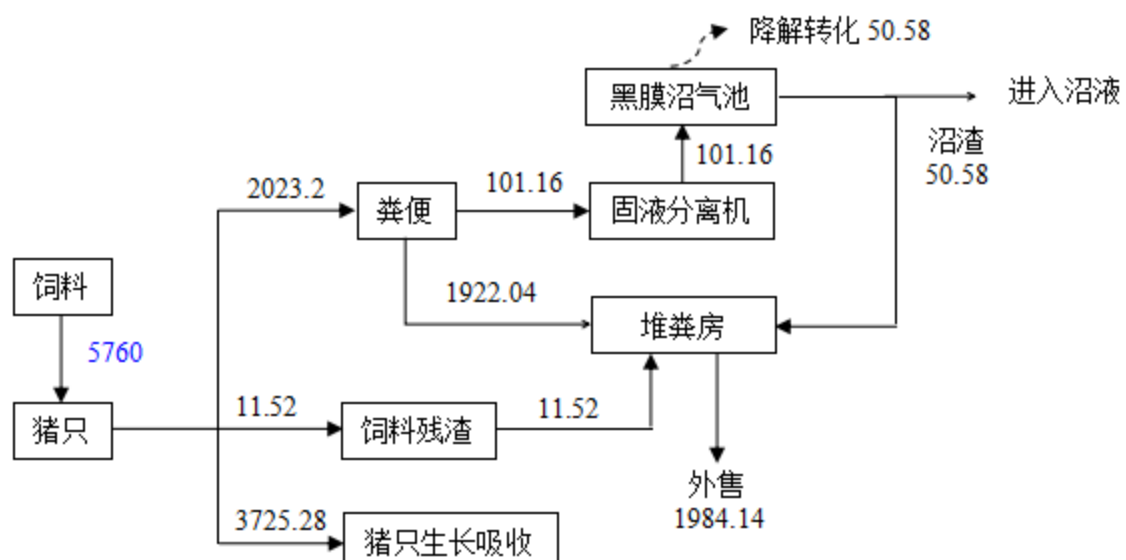 降解转化 50.58
黑膜沼气池
进入沼液
沼渣
50.58
101.16
2023.2
粪便
101.16
固液分离机
饲料
1922.04
堆粪房
5760
猪只
11.52
饲料残渣
11.52
外售
1984.14
3725.28
猪只生长吸收